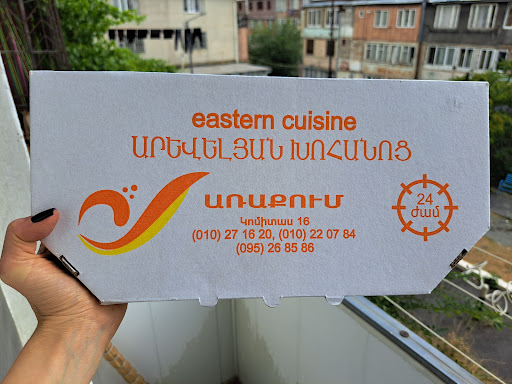 eastern cuisine
ԱՐԵՎԵԼՅԱՆ ԽՈՀԱՆՈՑ
ԱՌԱՔՈՒՄ
Կոմիտաս 16
(010) 27 16 20, (010) 22 07 84
(095) 26 85 86
24
ժամ